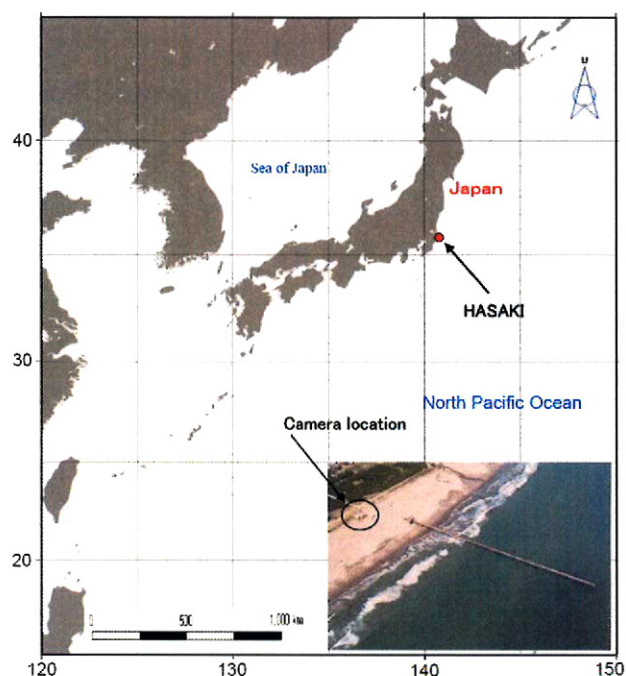 N
40
Sea of Japan
Japan
HASAKI
30
North Pacific Ocean
Camera location
20
0
500
1,000 km
120
130
140
150